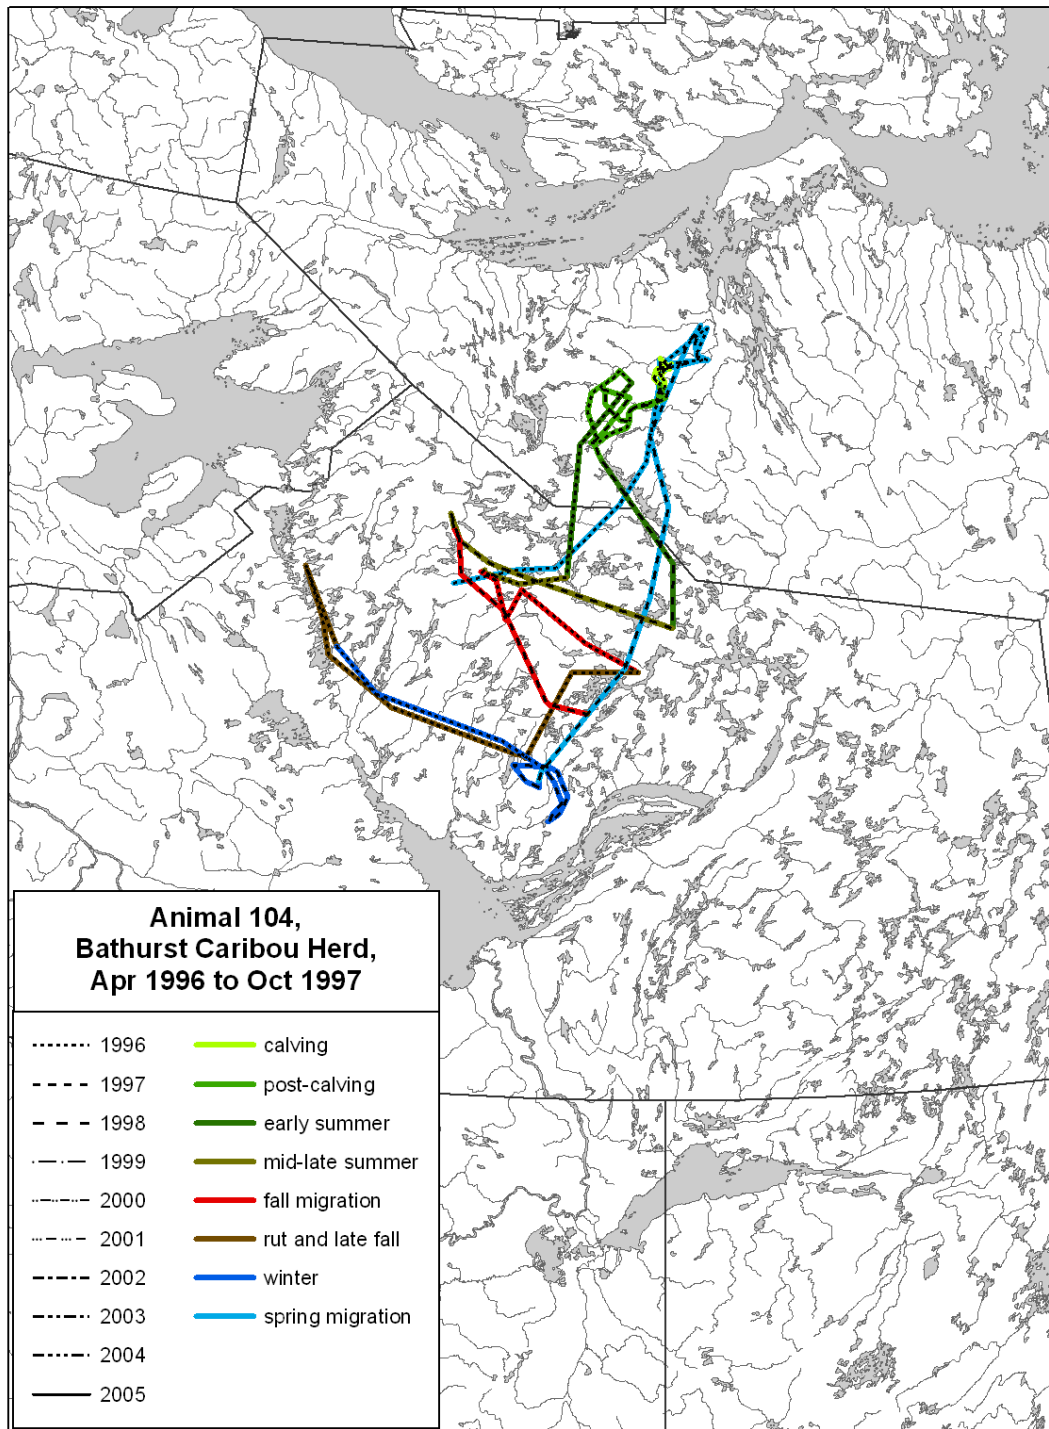 Animal 104,
Bathurst Caribou Herd,
Apr 1996 to Oct 1997
1996
1997
1998
1999
2000
2001
2002
2003
2004
2005
calving
post-calving
early summer
mid-late summer
fall migration
rut and late fall
winter
spring migration